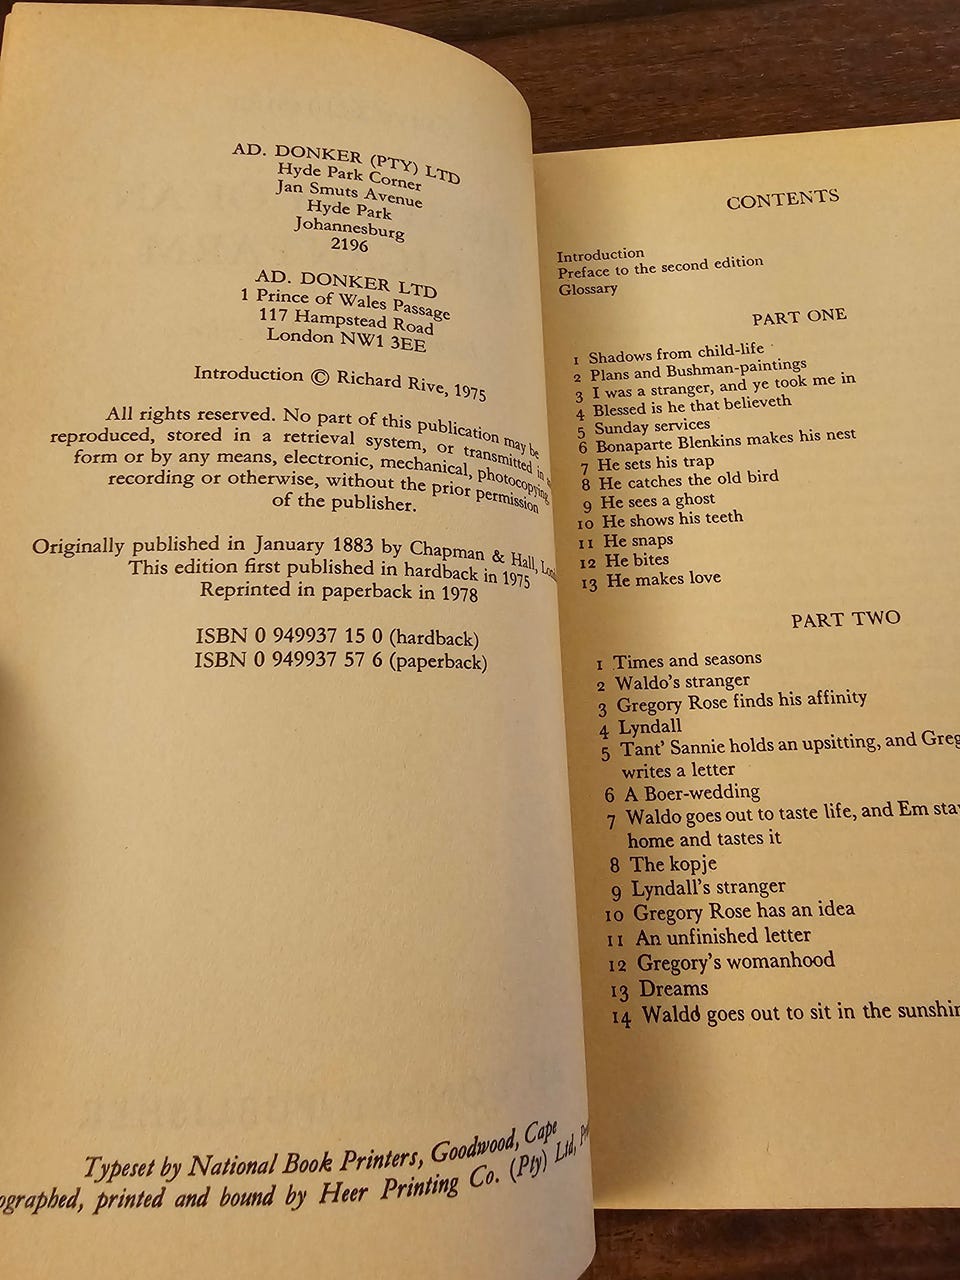 AD. DONKER (PTY) LTD
Hyde Park Corner
Jan Smuts Avenue
Hyde Park
Johannesburg
2196
AD. DONKER LTD
1 Prince of Wales Passage
117 Hampstead Road
London NW1 3EE
Introduction © Richard Rive, 1975
All rights reserved. No part of this publication may be
reproduced, stored in a retrieval system, or transmitted in
form or by any means, electronic, mechanical, photocopying
recording or otherwise, without the prior permission
of the publisher.
Originally published in January 1883 by Chapman & Hall,
This edition first published in hardback in 1975
Reprinted in paperback in 1978
ISBN 0 949937 15 0 (hardback)
ISBN 0 949937 57 6 (paperback)
Typeset by National Book Printers, Goodwood, Cape
printed and bound by Heer Printing Co. (Pty) Ltd,
CONTENTS
Introduction
Preface to the second edition
Glossary
PART ONE
1 Shadows from child-life
2 Plans and Bushman-paintings
3 I was a stranger, and ye took me in
4 Blessed is he that believeth
5 Sunday services
6 Bonaparte Blenkins makes his nest
7 He sets his trap
8 He catches the old bird
9 He sees a ghost
10 He shows his teeth
11 He snaps
12 He bites
13 He makes love
PART TWO
1 Times and seasons
2 Waldo's stranger
3 Gregory Rose finds his affinity
4 Lyndall
5 Tant' Sannie holds an upsitting, and
writes a letter
6 A Boer-wedding
7 Waldo goes out to taste life, and Em
home and tastes it
8 The kopje
9 Lyndall's stranger
10 Gregory Rose has an idea
11 An unfinished letter
12 Gregory's womanhood
13 Dreams
14 Waldo goes out to sit in the